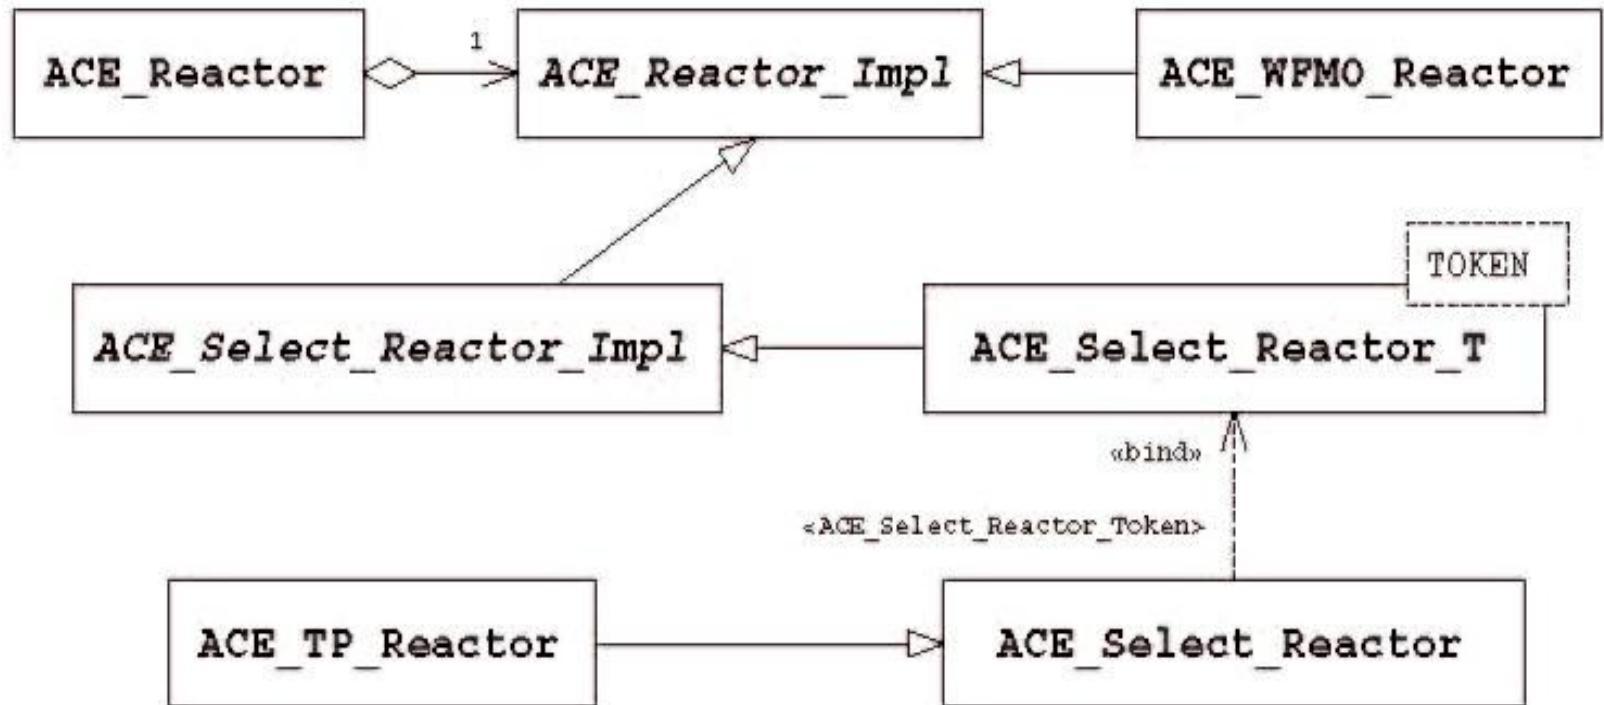 ACE_Reactor
1
ACE_Reactor_Impl
ACE_WFMO_Reactor
TOKEN
ACE_Select_Reactor_Impl
ACE_Select_Reactor_T
«bind»
<ACE_Select_Reactor_Token>
ACE_TP_Reactor
ACE_Select_Reactor